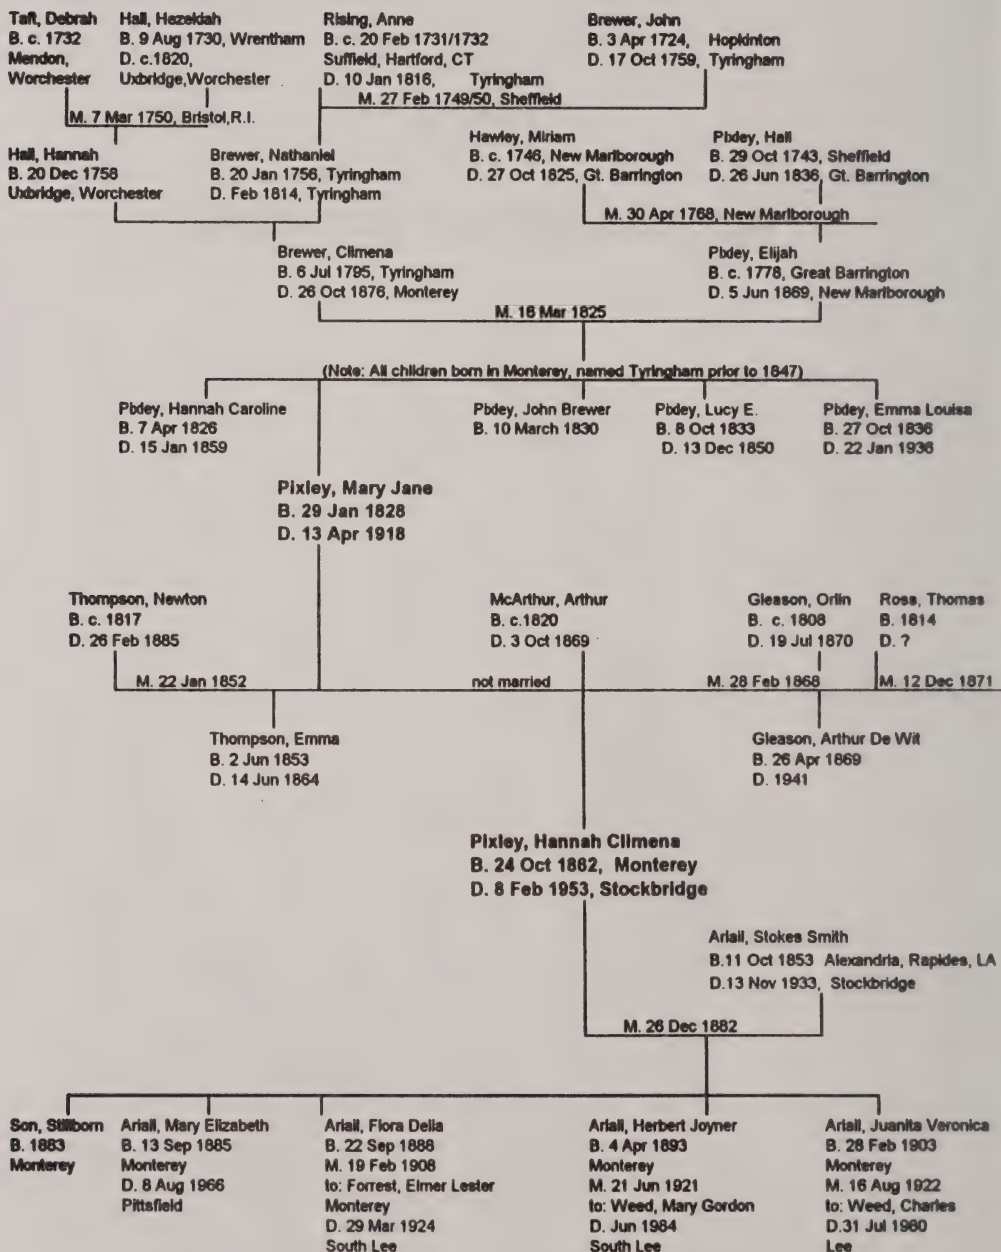 Taft, Debrah
B. c. 1732
Mendon,
Worchester
Hall, Hezekiah
B. 9 Aug 1730, Wrentham
D. c.1820,
Uxbridge,Worchester
Rising, Anne
B. c. 20 Feb 1731/1732
Suffield, Hartford, CT
D. 10 Jan 1816, Tyringham
Brewer, John
B. 3 Apr 1724, Hopkinton
D. 17 Oct 1759, Tyringham
M. 7 Mar 1750, Bristol,R.I.
M. 27 Feb 1749/50, Sheffield
Hall, Hannah
B. 20 Dec 1758
Uxbridge, Worchester
Brewer, Nathaniel
B. 20 Jan 1756, Tyringham
D. Feb 1814, Tyringham
Hawley, Miriam
B. c. 1746, New Marlborough
D. 27 Oct 1825, Gt. Barrington
Pixley, Hall
B. 29 Oct 1743, Sheffield
D. 26 Jun 1836, Gt. Barrington
M. 30 Apr 1768, New Marlborough
Brewer, Climena
B. 6 Jul 1795, Tyringham
D. 26 Oct 1876, Monterey
Pixley, Elijah
B. c. 1778, Great Barrington
D. 5 Jun 1869, New Marlborough
M. 16 Mar 1825
(Note: All children born in Monterey, named Tyringham prior to 1847)
Pixley, Hannah Caroline
B. 7 Apr 1826
D. 15 Jan 1859
Pixley, John Brewer
B. 10 March 1830
Pixley, Lucy E.
B. 8 Oct 1833
D. 13 Dec 1850
Pixley, Emma Louisa
B. 27 Oct 1836
D. 22 Jan 1936
Pixley, Mary Jane
B. 29 Jan 1828
D. 13 Apr 1918
Thompson, Newton
B. c. 1817
D. 26 Feb 1885
McArthur, Arthur
B. c.1820
D. 3 Oct 1869
Gleason, Orlin
B. c. 1808
D. 19 Jul 1870
Ross, Thomas
B. 1814
D. ?
M. 22 Jan 1852
not married
M. 28 Feb 1868
M. 12 Dec 1871
Thompson, Emma
B. 2 Jun 1853
D. 14 Jun 1864
Gleason, Arthur De Wit
B. 26 Apr 1869
D. 1941
Pixley, Hannah Climena
B. 24 Oct 1862, Monterey
D. 8 Feb 1953, Stockbridge
Ariail, Stokes Smith
B.11 Oct 1853 Alexandria, Rapides, LA
D.13 Nov 1933, Stockbridge
M. 26 Dec 1882
Son, Stillborn
B. 1883
Monterey
Ariail, Mary Elizabeth
B. 13 Sep 1885
Monterey
D. 8 Aug 1966
Pittsfield
Ariail, Flora Delia
B. 22 Sep 1888
M. 19 Feb 1908
to: Forrest, Elmer Lester
Monterey
D. 29 Mar 1924
South Lee
Ariail, Herbert Joyner
B. 4 Apr 1893
Monterey
M. 21 Jun 1921
to: Weed, Mary Gordon
D. Jun 1984
South Lee
Ariail, Juanita Veronica
B. 28 Feb 1903
Monterey
M. 16 Aug 1922
to: Weed, Charles
D.31 Jul 1980
Lee